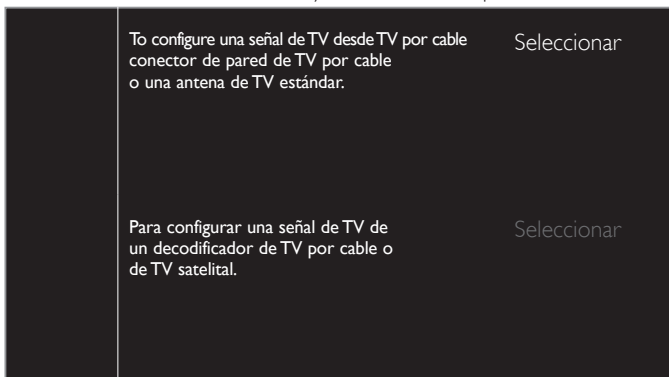 To configure una señal de TV desde TV por cable
conector de pared de TV por cable
o una antena de TV estándar.
Seleccionar
Para configurar una señal de TV de
un decodificador de TV por cable o
de TV satelital.
Seleccionar